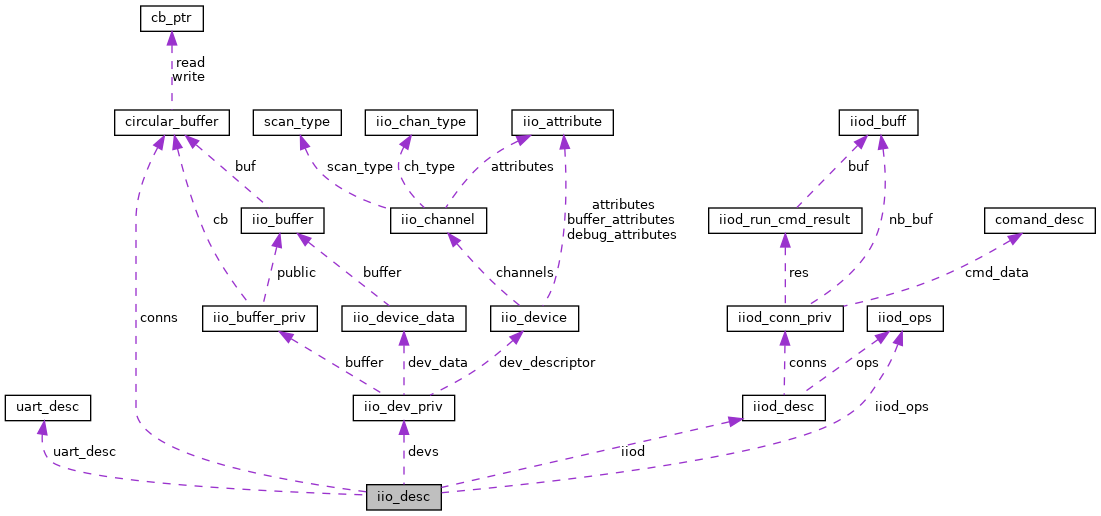 cb_ptr
read
write
circular_buffer
scan_type
iio_chan_type
iio_attribute
iiod_buff
buf
scan_type
ch_type
attributes
buf
cb
iio_buffer
iio_channel
attributes
buffer_attributes
debug_attributes
iiod_run_cmd_result
nb_buf
comand_desc
public
buffer
channels
res
cmd_data
conns
iio_buffer_priv
iio_device_data
iio_device
iiod_conn_priv
iiod_ops
buffer
dev_data
dev_descriptor
conns
ops
uart_desc
iio_dev_priv
iiod_desc
iiod_ops
uart_desc
devs
iiod
iio_desc